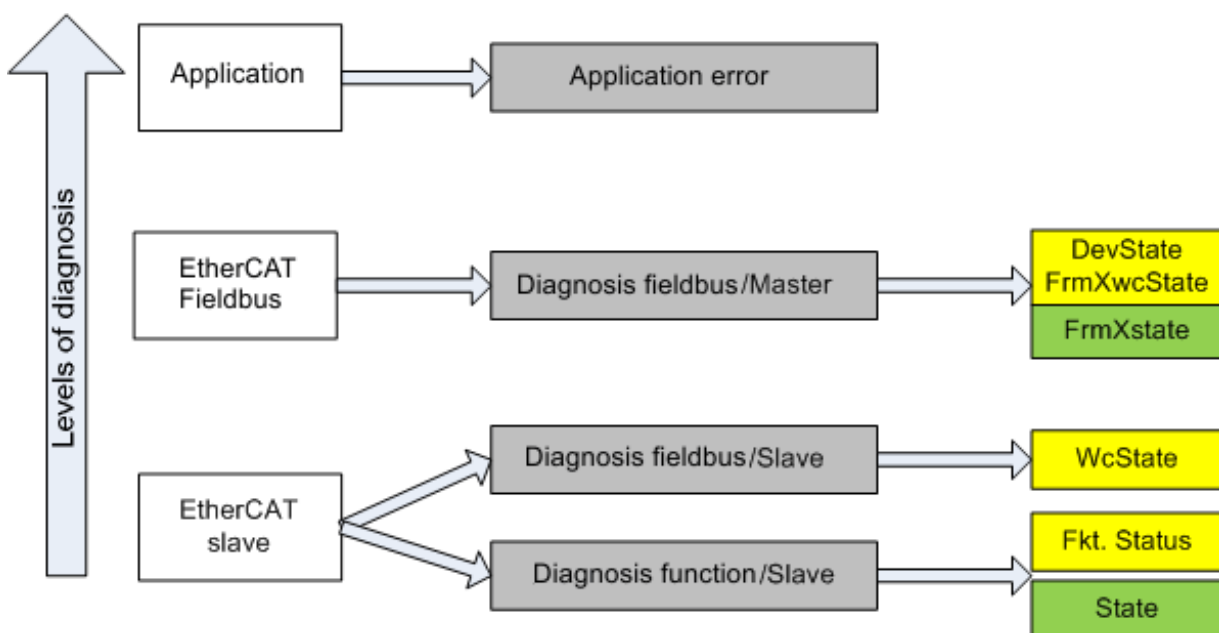 Levels of diagnosis
Application
Application error
EtherCAT
Fieldbus
Diagnosis fieldbus/Master
DevState
FrmXwcState
FrmXstate
EtherCAT
slave
Diagnosis fieldbus/Slave
WcState
Diagnosis function/Slave
Fkt. Status
State